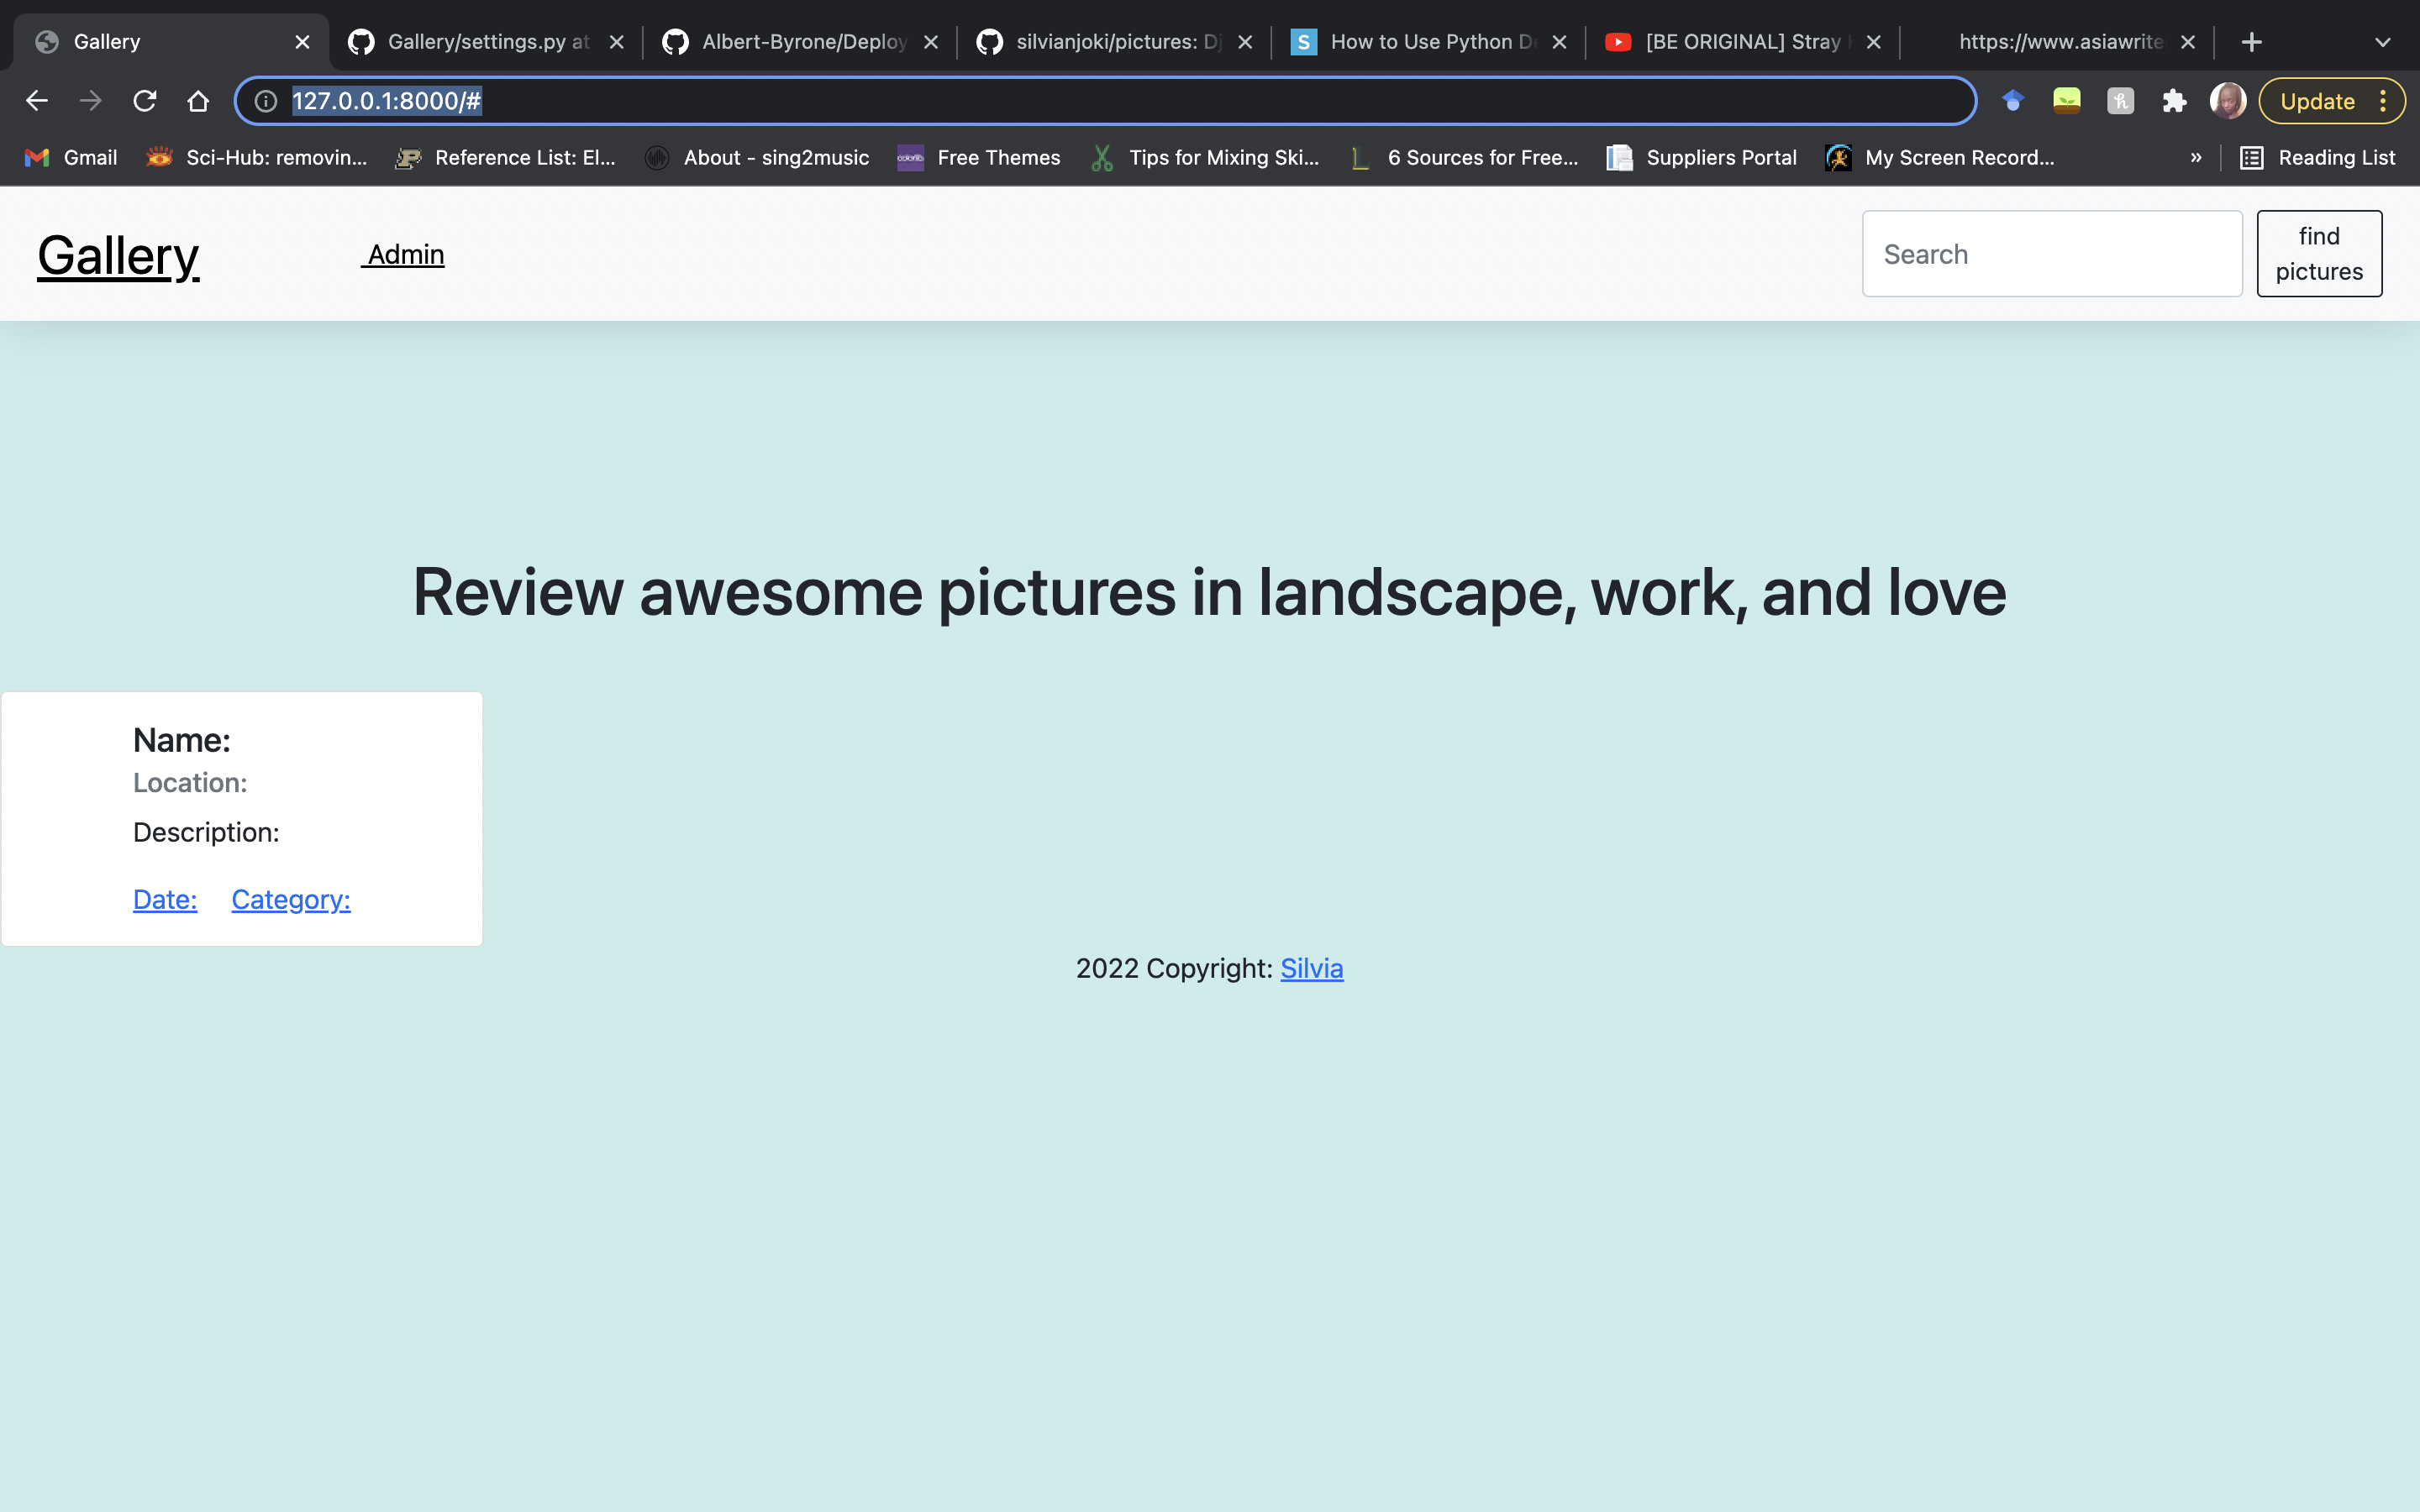 Gallery
Gallery/settings.py at
Albert-Byrone/Deploy
silvianjoki/pictures: Dj
How to Use Python De
[BE ORIGINAL] Stray
https://www.asiawrite
127.0.0.1:8000/#
Update
Gmail
Sci-Hub: removin...
Reference List: El...
About - sing2music
Free Themes
Tips for Mixing Ski...
6 Sources for Free...
Suppliers Portal
My Screen Record...
»
Reading List
Gallery
Admin
Search
find
pictures
Review awesome pictures in landscape, work, and love
Name:
Location:
Description:
Date: Category:
2022 Copyright: Silvia